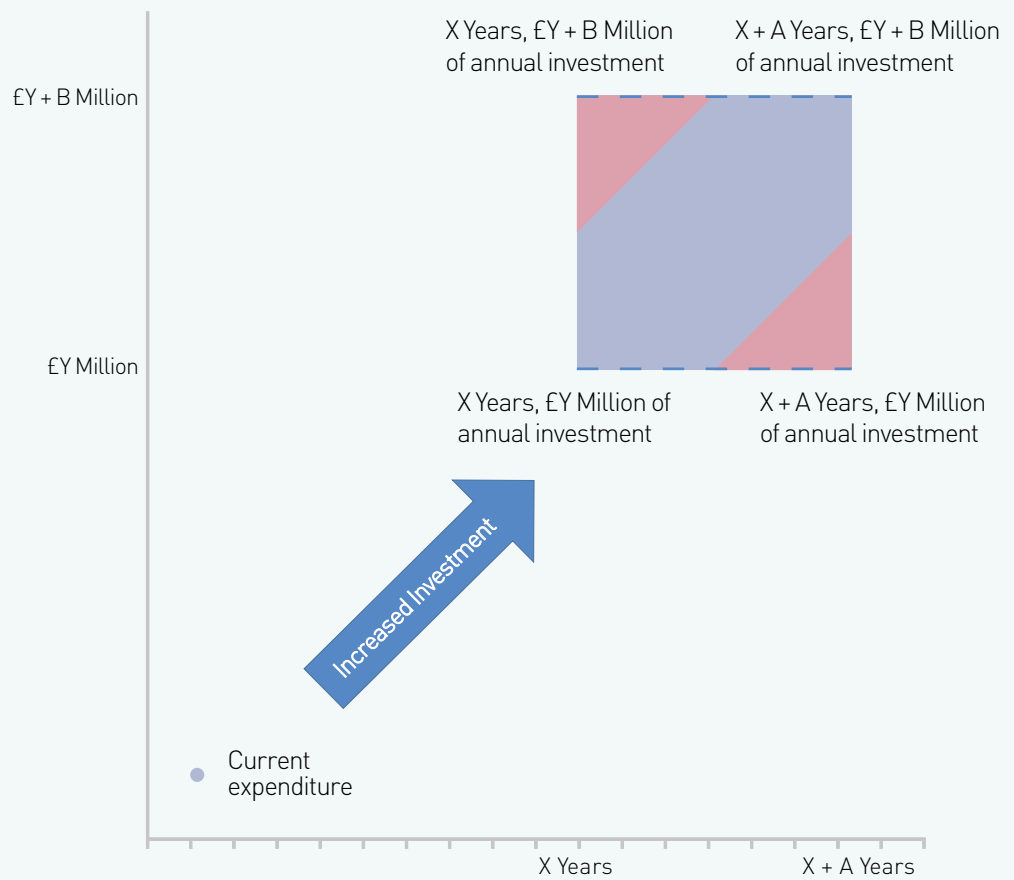 X Years, £Y + B Million
of annual investment
X + A Years, £Y + B Million
of annual investment
£Y + B Million
£Y Million
X Years, £Y Million of
annual investment
X + A Years, £Y Million
of annual investment
Increased Investment
Current
expenditure
X Years
X + A Years